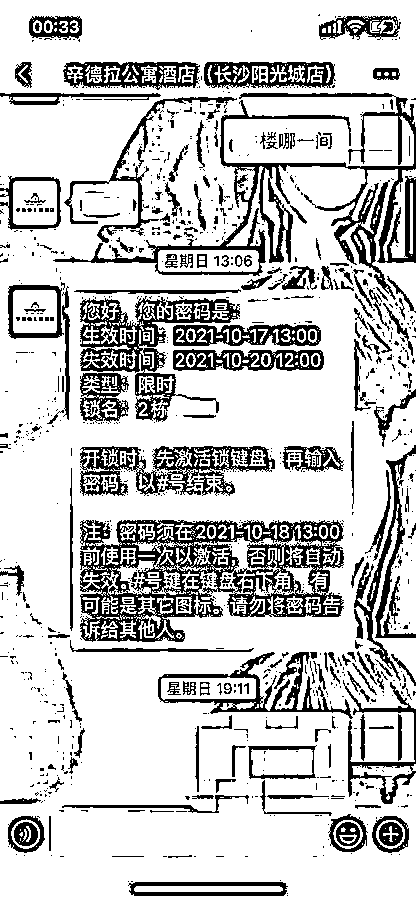 00:33
辛德拉公寓酒店（长沙阳光城店）
楼哪一间
星期日 13:06
您好，您的密码是:
生效时间：2021-10-17 13:00
失效时间：2021-10-20 12:00
类型：限时
锁名：2栋
开锁时，先激活锁键盘，再输入
密码，以#号结束。
注：密码须在2021-10-18 13:00
前使用一次以激活，否则将自动
失效。#号键在键盘右下角，有
可能是其它图标。请勿将密码告
诉给其他人。
星期日 19:11